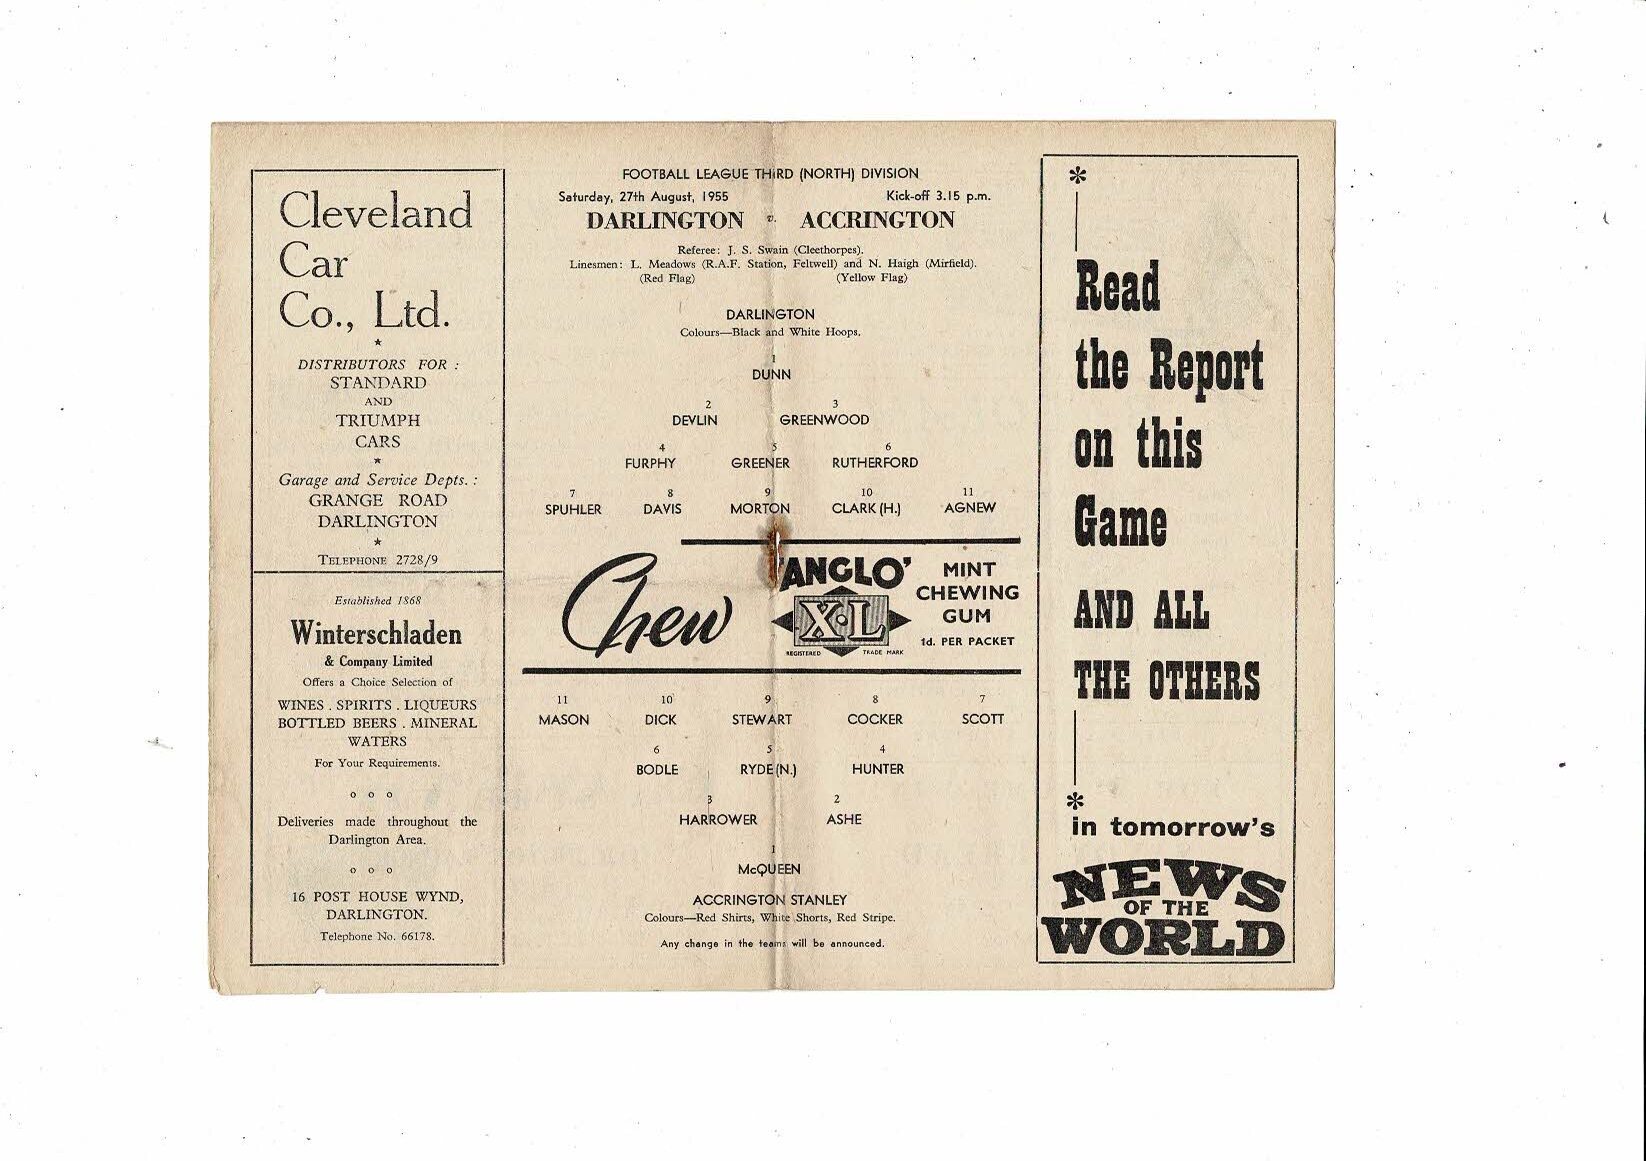 Cleveland
Car
Co., Ltd.
★
DISTRIBUTORS FOR :
STANDARD
AND
TRIUMPH
CARS
★
Garage and Service Depts. :
GRANGE ROAD
DARLINGTON
★
TELEPHONE 2728/9
Established 1868
Winterschladen
& Company Limited
Offers a Choice Selection of
WINES . SPIRITS . LIQUEURS
BOTTLED BEERS . MINERAL
WATERS
For Your Requirements.
o o o
Deliveries made throughout the
Darlington Area.
o o o
16 POST HOUSE WYND,
DARLINGTON.
Telephone No. 66178.
FOOTBALL LEAGUE THIRD (NORTH) DIVISION
Saturday, 27th August, 1955 Kick-off 3.15 p.m.
DARLINGTON v. ACCRINGTON
Referee: J. S. Swain (Cleethorpes).
Linesmen: L. Meadows (R.A.F. Station, Feltwell) and N. Haigh (Mirfield).
(Red Flag) (Yellow Flag)
DARLINGTON
Colours—Black and White Hoops.
1
DUNN
2 3
DEVLIN GREENWOOD
4 5 6
FURPHY GREENER RUTHERFORD
7 8 9 10 11
SPUHLER DAVIS MORTON CLARK (H.) AGNEW
Chew 'ANGLO' X·L
REGISTERED TRADE MARK
MINT
CHEWING
GUM
1d. PER PACKET
11 10 9 8 7
MASON DICK STEWART COCKER SCOTT
6 5 4
BODLE RYDE (N.) HUNTER
3 2
HARROWER ASHE
1
McQUEEN
ACCRINGTON STANLEY
Colours—Red Shirts, White Shorts, Red Stripe.
Any change in the teams will be announced.
*
Read
the Report
on this
Game
AND ALL
THE OTHERS
*
in tomorrow's
NEWS
OF THE
WORLD